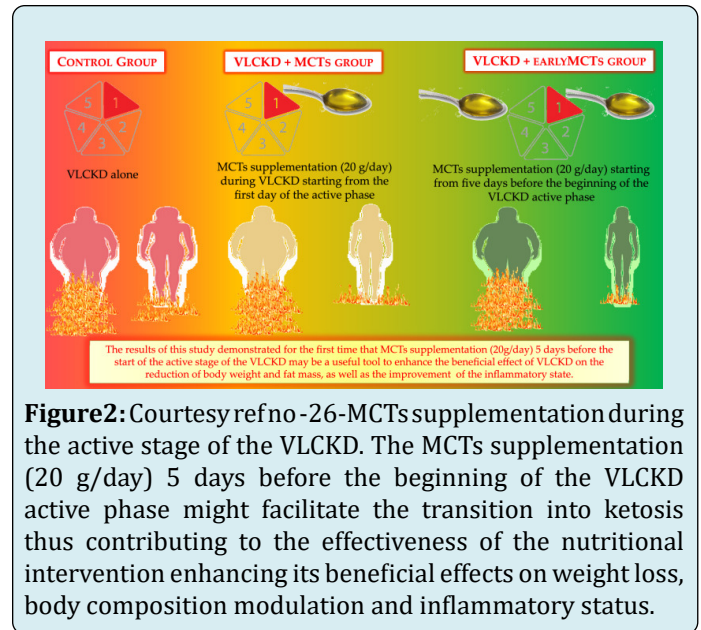 CONTROL GROUP
5 1 2 3 4
VLCKD alone
VLCKD + MCTs GROUP
5 1 2 3 4
MCTs supplementation (20 g/day)
during VLCKD starting from the
first day of the active phase
VLCKD + EARLYMCTs GROUP
5 1 2 3 4
MCTs supplementation (20 g/day) starting
from five days before the beginning of the
VLCKD active phase
The results of this study demonstrated for the first time that MCTs supplementation (20g/day) 5 days before the
start of the active stage of the VLCKD may be a useful tool to enhance the beneficial effect of VLCKD on the
reduction of body weight and fat mass, as well as the improvement of the inflammatory state.
Figure2: Courtesy ref no -26-MCTs supplementation during
the active stage of the VLCKD. The MCTs supplementation
(20 g/day) 5 days before the beginning of the VLCKD
active phase might facilitate the transition into ketosis
thus contributing to the effectiveness of the nutritional
intervention enhancing its beneficial effects on weight loss,
body composition modulation and inflammatory status.